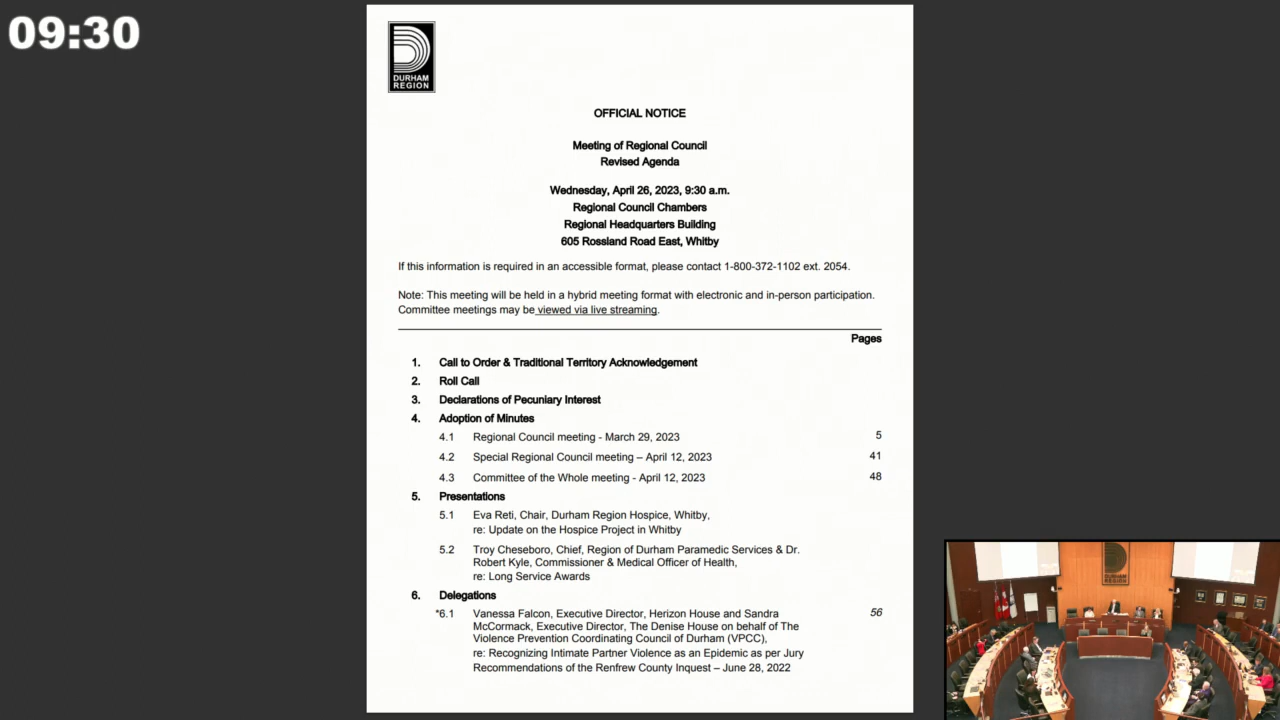 09:30
DURHAM
REGION
OFFICIAL NOTICE
Meeting of Regional Council
Revised Agenda
Wednesday, April 26, 2023, 9:30 a.m.
Regional Council Chambers
Regional Headquarters Building
605 Rossland Road East, Whitby
If this information is required in an accessible format, please contact 1-800-372-1102 ext. 2054.
Note: This meeting will be held in a hybrid meeting format with electronic and in-person participation.
Committee meetings may be viewed via live streaming.
Pages
1. Call to Order & Traditional Territory Acknowledgement
2. Roll Call
3. Declarations of Pecuniary Interest
4. Adoption of Minutes
4.1 Regional Council meeting - March 29, 2023 5
4.2 Special Regional Council meeting – April 12, 2023 41
4.3 Committee of the Whole meeting - April 12, 2023 48
5. Presentations
5.1 Eva Reti, Chair, Durham Region Hospice, Whitby,
re: Update on the Hospice Project in Whitby
5.2 Troy Cheseboro, Chief, Region of Durham Paramedic Services & Dr.
Robert Kyle, Commissioner & Medical Officer of Health,
re: Long Service Awards
6. Delegations
*6.1 Vanessa Falcon, Executive Director, Herizon House and Sandra 56
McCormack, Executive Director, The Denise House on behalf of The
Violence Prevention Coordinating Council of Durham (VPCC),
re: Recognizing Intimate Partner Violence as an Epidemic as per Jury
Recommendations of the Renfrew County Inquest – June 28, 2022
DURHAM
REGION